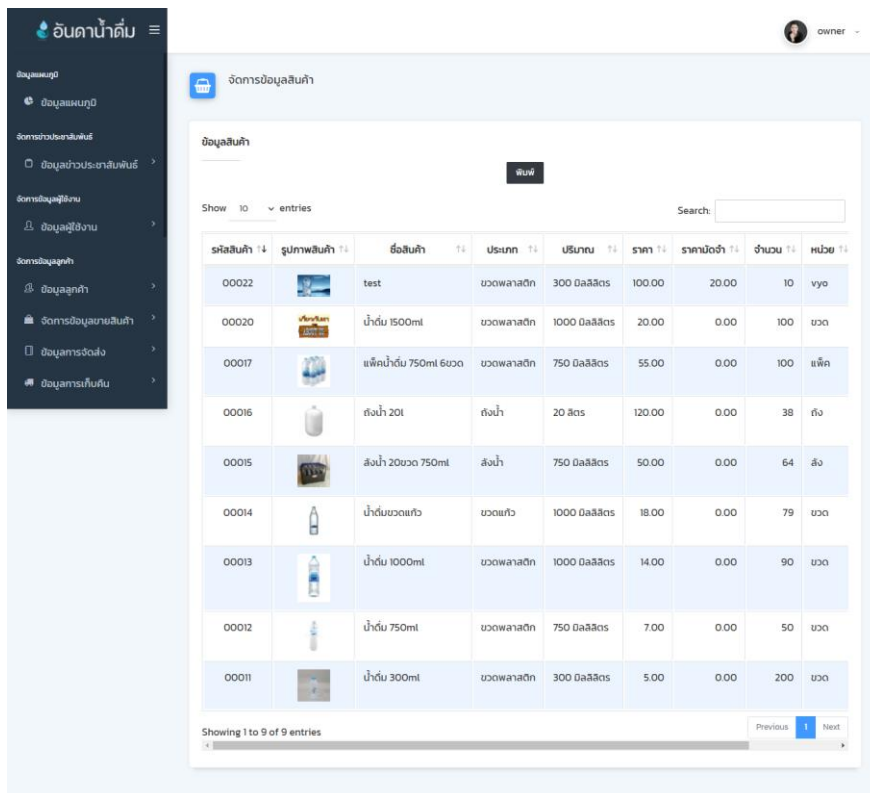 อันดาน้ำดื่ม
owner
ข้อมูลแผนภูมิ
ข้อมูลแผนภูมิ
จัดการข่าวประชาสัมพันธ์
ข้อมูลข่าวประชาสัมพันธ์
จัดการข้อมูลผู้ใช้งาน
ข้อมูลผู้ใช้งาน
จัดการข้อมูลลูกค้า
ข้อมูลลูกค้า
จัดการข้อมูลขายสินค้า
ข้อมูลการจัดส่ง
ข้อมูลการเก็บคืน
จัดการข้อมูลสินค้า
ข้อมูลสินค้า
พิมพ์
Show 10 entries Search:
รหัสสินค้า รูปภาพสินค้า ชื่อสินค้า ประเภท ปริมาณ ราคา ราคามัดจำ จำนวน หน่วย
00022 test ขวดพลาสติก 300 มิลลิลิตร 100.00 20.00 10 vyo
00020 น้ำดื่ม 1500ml ขวดพลาสติก 1000 มิลลิลิตร 20.00 0.00 100 ขวด
00017 แพ็คน้ำดื่ม 750ml 6ขวด ขวดพลาสติก 750 มิลลิลิตร 55.00 0.00 100 แพ็ค
00016 ถังน้ำ 20l ถังน้ำ 20 ลิตร 120.00 0.00 38 ถัง
00015 ลังน้ำ 20ขวด 750ml ลังน้ำ 750 มิลลิลิตร 50.00 0.00 64 ลัง
00014 น้ำดื่มขวดแก้ว ขวดแก้ว 1000 มิลลิลิตร 18.00 0.00 79 ขวด
00013 น้ำดื่ม 1000ml ขวดพลาสติก 1000 มิลลิลิตร 14.00 0.00 90 ขวด
00012 น้ำดื่ม 750ml ขวดพลาสติก 750 มิลลิลิตร 7.00 0.00 50 ขวด
00011 น้ำดื่ม 300ml ขวดพลาสติก 300 มิลลิลิตร 5.00 0.00 200 ขวด
Showing 1 to 9 of 9 entries
Previous 1 Next